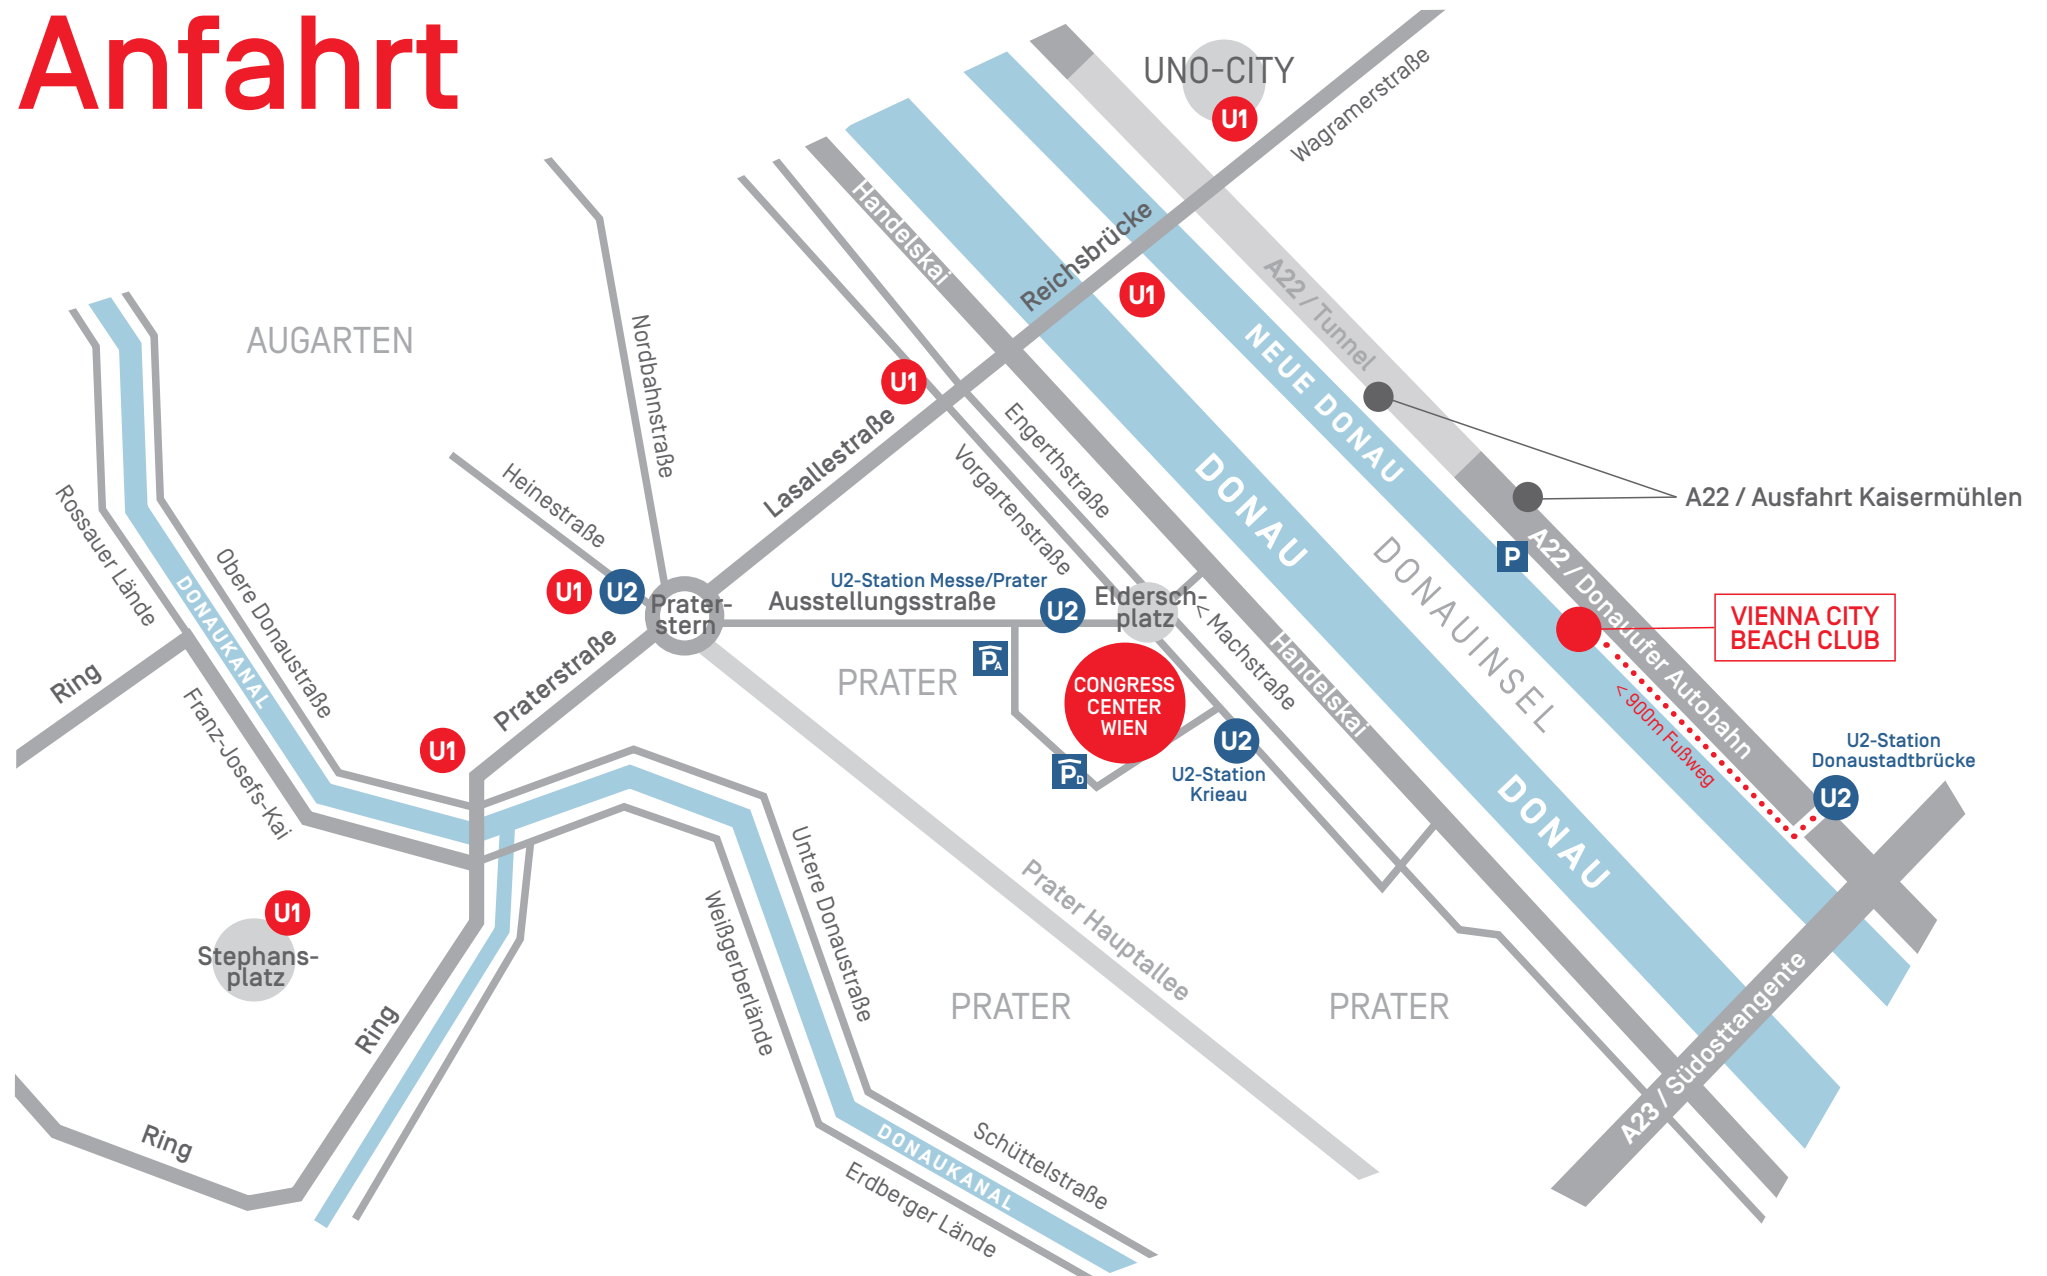 Anfahrt
UNO-CITY
U1
Wagramerstraße
Reichsbrücke
Handelskai
U1
A22 / Tunnel
NEUE DONAU
AUGARTEN
Nordbahnstraße
U1
Lasallestraße
Engerthstraße
Vorgartenstraße
DONAU
DONAUINSEL
A22 / Ausfahrt Kaisermühlen
P
A22 / Donauufer Autobahn
Heinestraße
Rossauer Lände
Obere Donaustraße
DONAUKANAL
U1
U2
Prater-
stern
U2-Station Messe/Prater
Ausstellungsstraße
U2
Eldersch-
platz
< Machstraße
Handelskai
VIENNA CITY
BEACH CLUB
< 900m Fußweg
U2-Station
Donaustadtbrücke
U2
Ring
Praterstraße
Franz-Josefs-Kai
PRATER
PA
CONGRESS
CENTER
WIEN
U2
U2-Station
Krieau
PD
U1
DONAU
Untere Donaustraße
Weißgerberlände
Prater Hauptallee
U1
Stephans-
platz
PRATER
PRATER
A23 / Südosttangente
Ring
Ring
DONAUKANAL
Schüttelstraße
Erdberger Lände